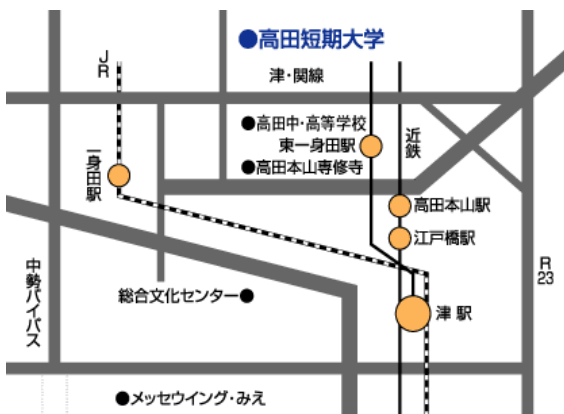 ●高田短期大学
JR
津・関線
●高田中・高等学校
東一身田駅
近鉄
●高田本山専修寺
一身田駅
高田本山駅
江戸橋駅
中勢バイパス
R23
総合文化センター●
津駅
●メッセウイング・みえ